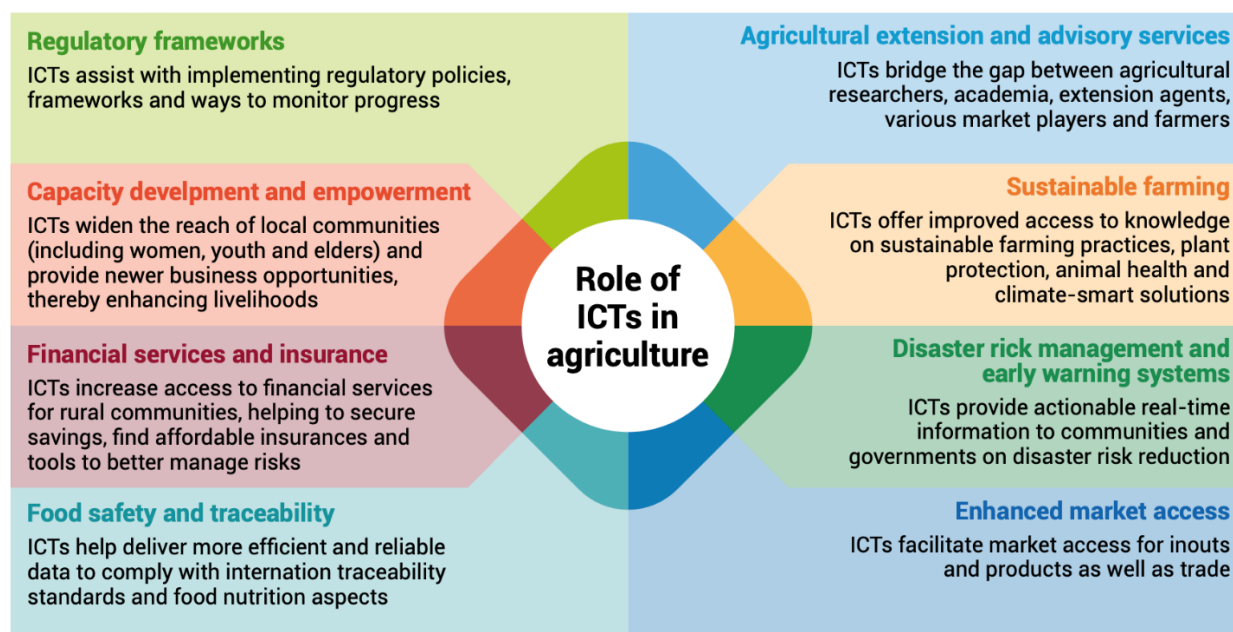 Regulatory frameworks
ICTs assist with implementing regulatory policies,
frameworks and ways to monitor progress
Capacity develpment and empowerment
ICTs widen the reach of local communities
(including women, youth and elders) and
provide newer business opportunities,
thereby enhancing livelihoods
Financial services and insurance
ICTs increase access to financial services
for rural communities, helping to secure
savings, find affordable insurances and
tools to better manage risks
Food safety and traceability
ICTs help deliver more efficient and reliable
data to comply with internation traceability
standards and food nutrition aspects
Role of
ICTs in
agriculture
Agricultural extension and advisory services
ICTs bridge the gap between agricultural
researchers, academia, extension agents,
various market players and farmers
Sustainable farming
ICTs offer improved access to knowledge
on sustainable farming practices, plant
protection, animal health and
climate-smart solutions
Disaster rick management and
early warning systems
ICTs provide actionable real-time
information to communities and
governments on disaster risk reduction
Enhanced market access
ICTs facilitate market access for inouts
and products as well as trade